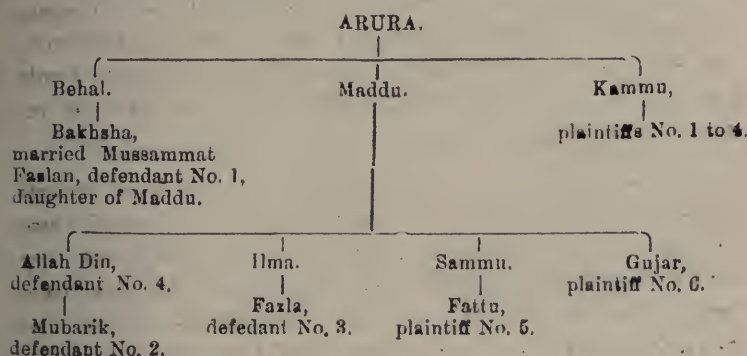 ARURA.
Behal. Maddu. Kammu,
Bakhsha, plaintiffs No. 1 to 4.
married Mussammat
Fazlan, defendant No. 1,
daughter of Maddu.
Allah Din, Ilma. Sammu. Gujar,
defendant No. 4. plaintiff No. 6.
Fazla, Fattu,
Mubarik, defedant No. 3. plaintiff No. 5.
defendant No. 2.